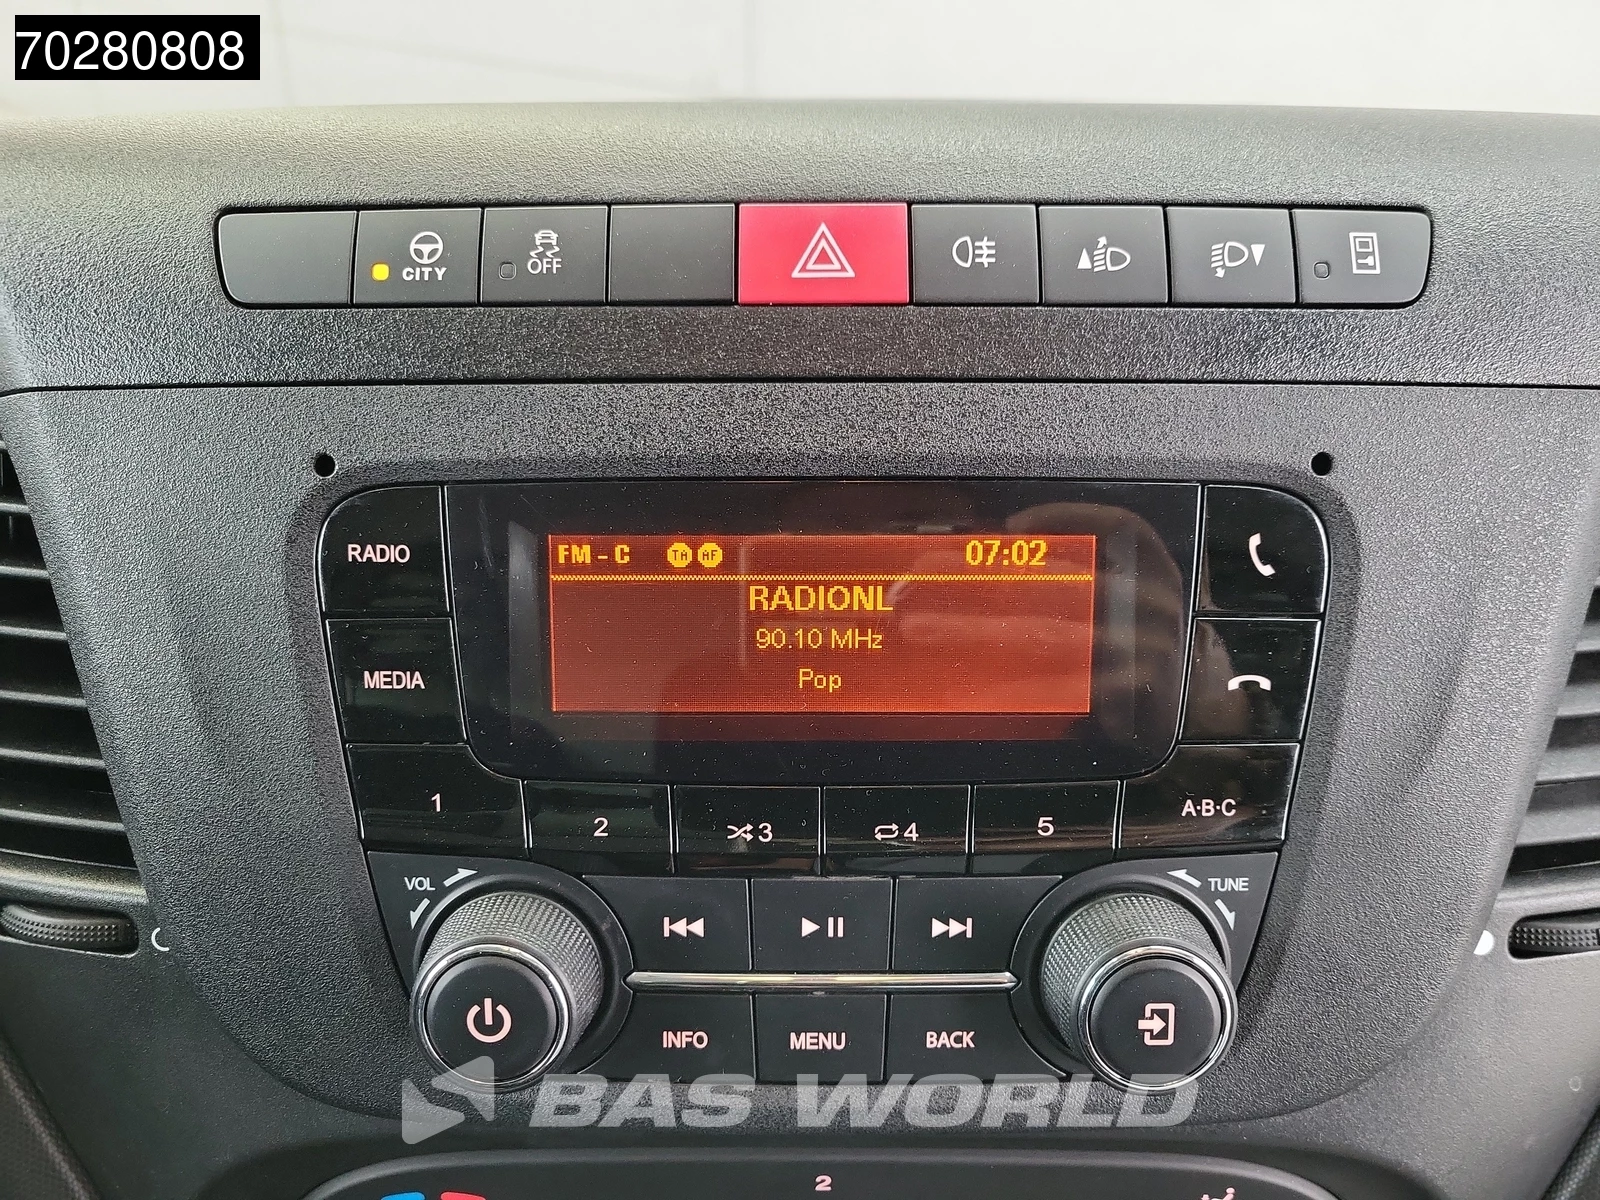 70280808
CITY
OFF
RADIO
FM - C TA AF 07:02
RADIONL
90.10 MHz
Pop
MEDIA
1
2
3
4
5
A·B·C
VOL
TUNE
INFO
MENU
BACK
BAS WORLD
2